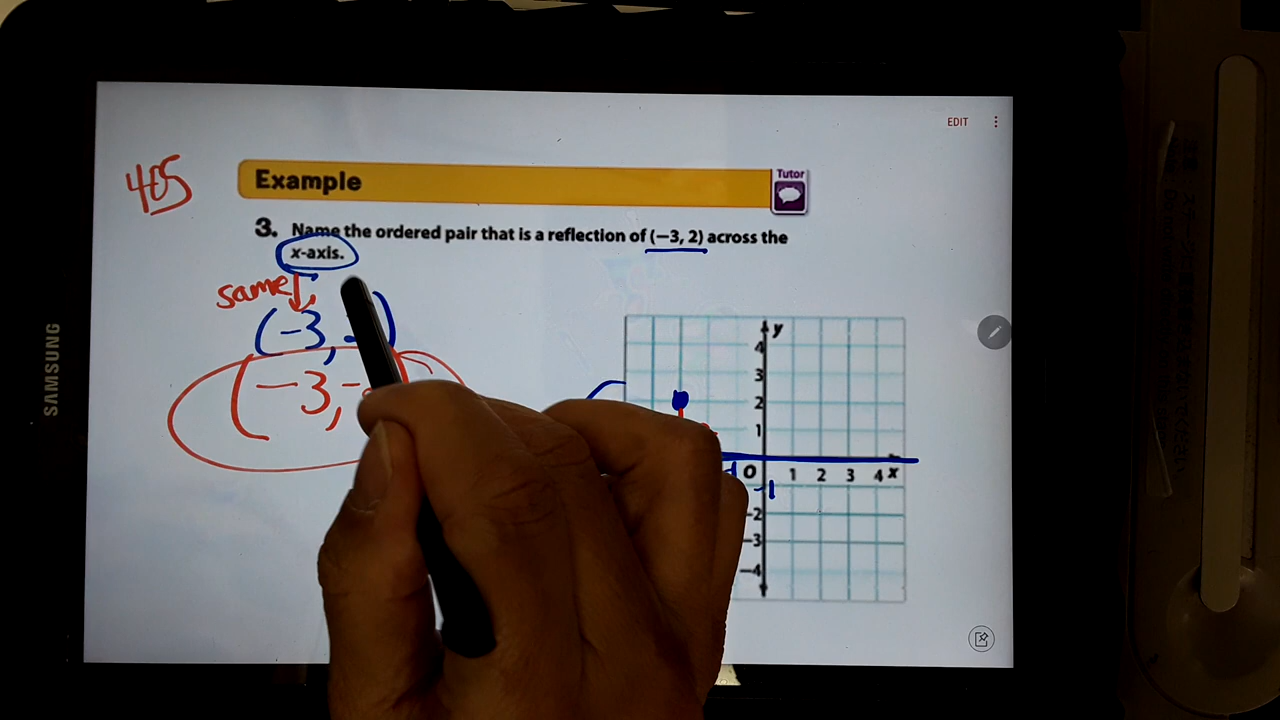 SAMSUNG
EDIT
405
Example
Tutor
3. Name the ordered pair that is a reflection of (−3, 2) across the
x-axis.
same
(-3,
(-3, -
y
4
3
2
1
O 1 2 3 4 x
-1
-2
-3
-4